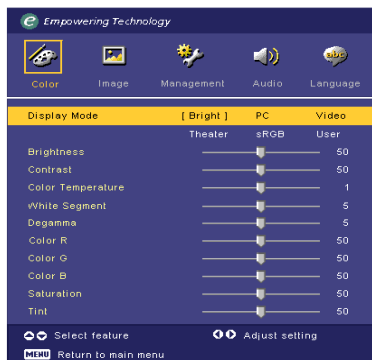 e Empowering Technology
Color Image Management Audio Language
Display Mode [ Bright ] PC Video
Theater sRGB User
Brightness 50
Contrast 50
Color Temperature 1
White Segment 5
Degamma 5
Color R 50
Color G 50
Color B 50
Saturation 50
Tint 50
Select feature Adjust setting
MENU Return to main menu